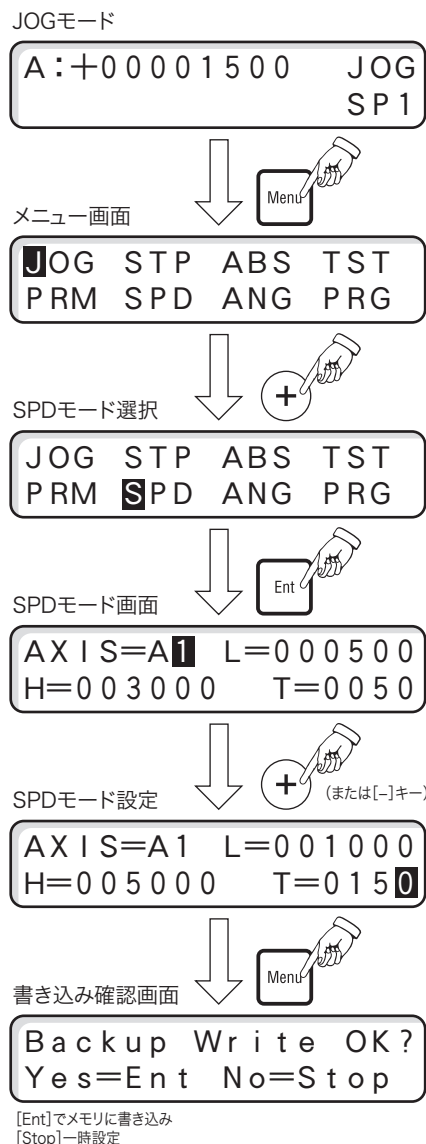 JOGモード
A:+00001500 JOG
SP1
Menu
メニュー画面
JOG STP ABS TST
PRM SPD ANG PRG
+
SPDモード選択
JOG STP ABS TST
PRM SPD ANG PRG
Ent
SPDモード画面
AXIS=A1 L=000500
H=003000 T=0050
+
(または[−]キー)
SPDモード設定
AXIS=A1 L=001000
H=005000 T=0150
Menu
書き込み確認画面
Backup Write OK?
Yes=Ent No=Stop
[Ent]でメモリに書き込み
[Stop]一時設定